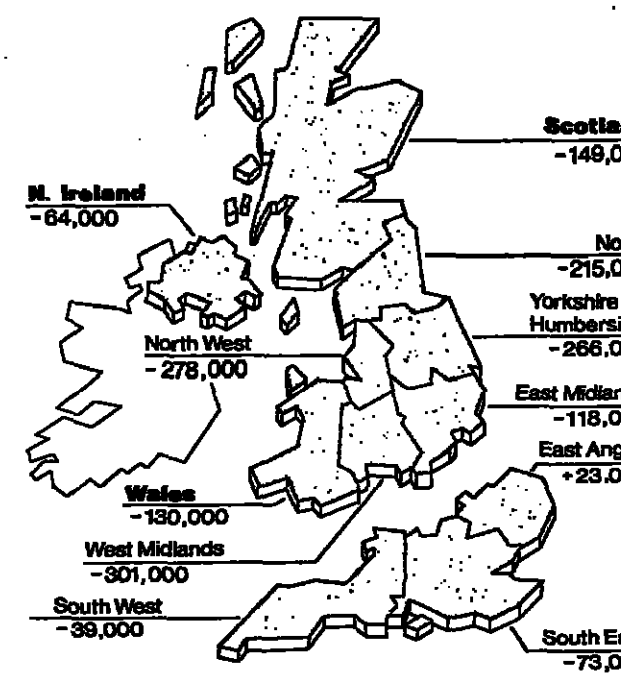 Scotla
-149,0
N. Ireland
-64,000
No
-215,0
Yorkshire
Humbersi
-266,0
North West
-278,000
East Midlan
-118,0
East Ang
+23.0
Wales
-130,000
West Midlands
-301,000
South West
-39,000
South Ea
-73,0